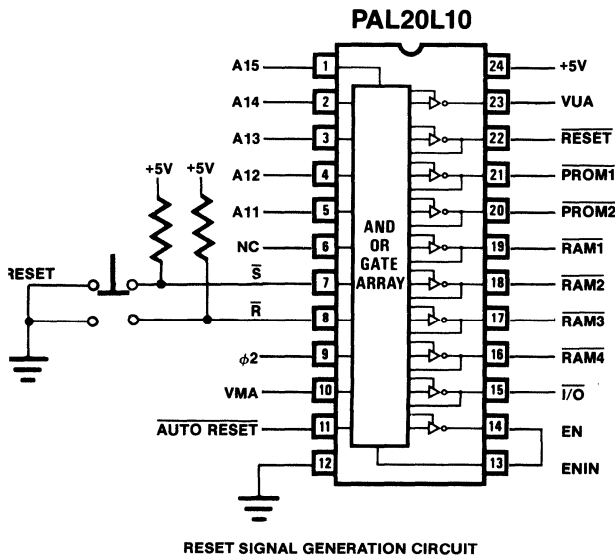 PAL20L10
A15 1 24 +5V
A14 2 23 VUA
A13 3 22 RESET
+5V +5V A12 4 21 PROM1
A11 5 20 PROM2
AND OR GATE ARRAY
NC 6 19 RAM1
RESET S 7 18 RAM2
R 8 17 RAM3
ϕ2 9 16 RAM4
VMA 10 15 I/O
AUTO RESET 11 14 EN
12 13 ENIN
RESET SIGNAL GENERATION CIRCUIT